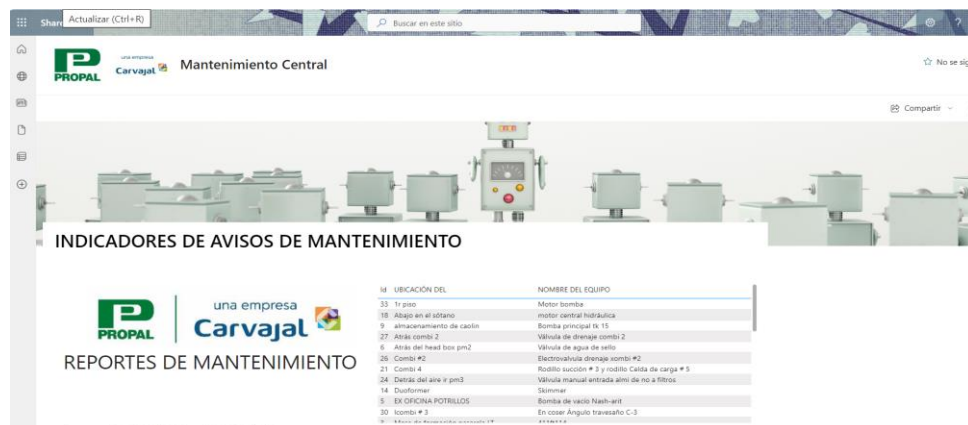 Share
Actualizar (Ctrl+R)
Buscar en este sitio
?
PROPAL
una empresa
Carvajal
Mantenimiento Central
No se sig
Compartir
INDICADORES DE AVISOS DE MANTENIMIENTO
PROPAL
una empresa
Carvajal
REPORTES DE MANTENIMIENTO
Id UBICACIÓN DEL NOMBRE DEL EQUIPO
33 1r piso Motor bomba
18 Abajo en el sótano motor central hidráulica
9 almacenamiento de caolin Bomba principal tk 15
27 Atrás combi 2 Válvula de drenaje combi 2
6 Atrás del head box pm2 Válvula de agua de sello
26 Combi #2 Electrovalvula drenaje xombi #2
21 Combi 4 Rodillo succión # 3 y rodillo Celda de carga # 5
24 Detrás del aire ir pm3 Válvula manual entrada almi de no a filtros
14 Duoformer Skimmer
5 EX OFICINA POTRILLOS Bomba de vacío Nash-arit
30 Icombi # 3 En coser Ángulo travesaño C-3